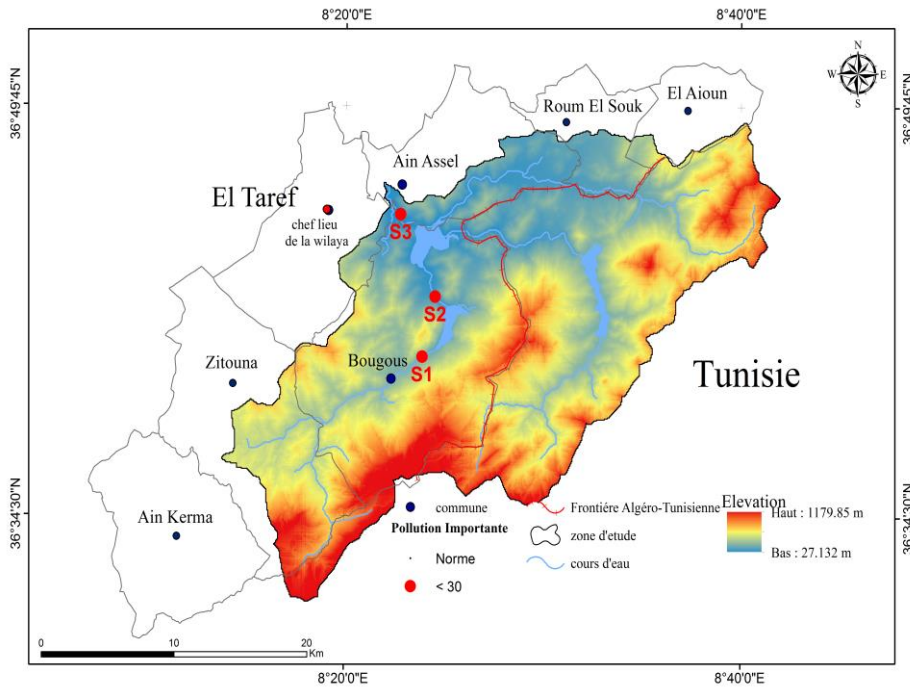 8°20'0"E
8°40'0"E
36°49'45"N
36°49'45"N
N
W
E
S
El Aioun
Roum El Souk
Ain Assel
El Taref
chef lieu
de la wilaya
S3
S2
Zitouna
Bougous
S1
Tunisie
Ain Kerma
36°34'30"N
36°34'30"N
commune
Pollution Importante
Norme
< 30
Frontiére Algéro-Tunisienne
zone d'etude
cours d'eau
Elevation
Haut : 1179.85 m
Bas : 27.132 m
0
10
20
Km
8°20'0"E
8°40'0"E